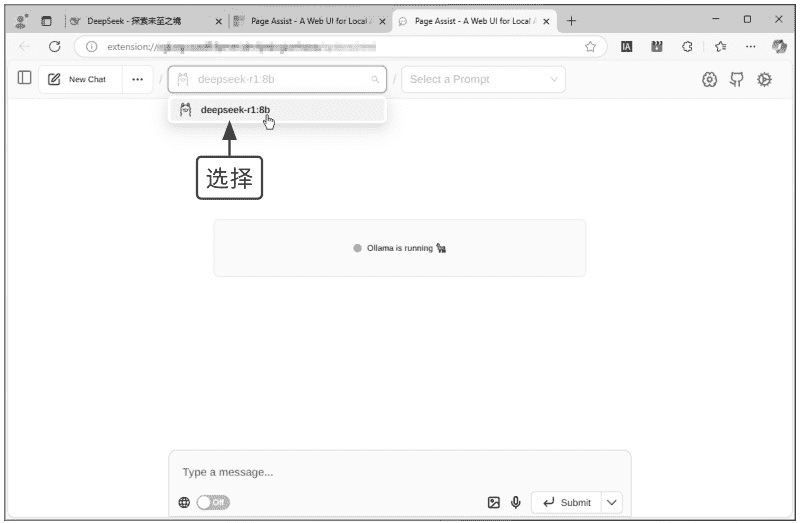 DeepSeek - 探索未至之境
Page Assist - A Web UI for Local A
Page Assist - A Web UI for Local A
extension://
IA
New Chat
/
deepseek-r1:8b
/
Select a Prompt
deepseek-r1:8b
选择
Ollama is running 🦙
Type a message...
Off
Submit